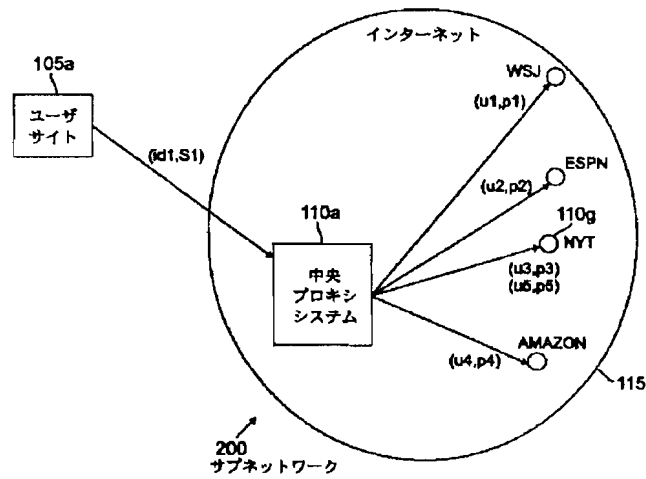 インターネット
105a
ユーザ
サイト
(id1,S1)
WSJ
(u1,p1)
ESPN
(u2,p2)
110g
NYT
(u3,p3)
(u5,p5)
110a
中央
プロキシ
システム
AMAZON
(u4,p4)
115
200
サブネットワーク